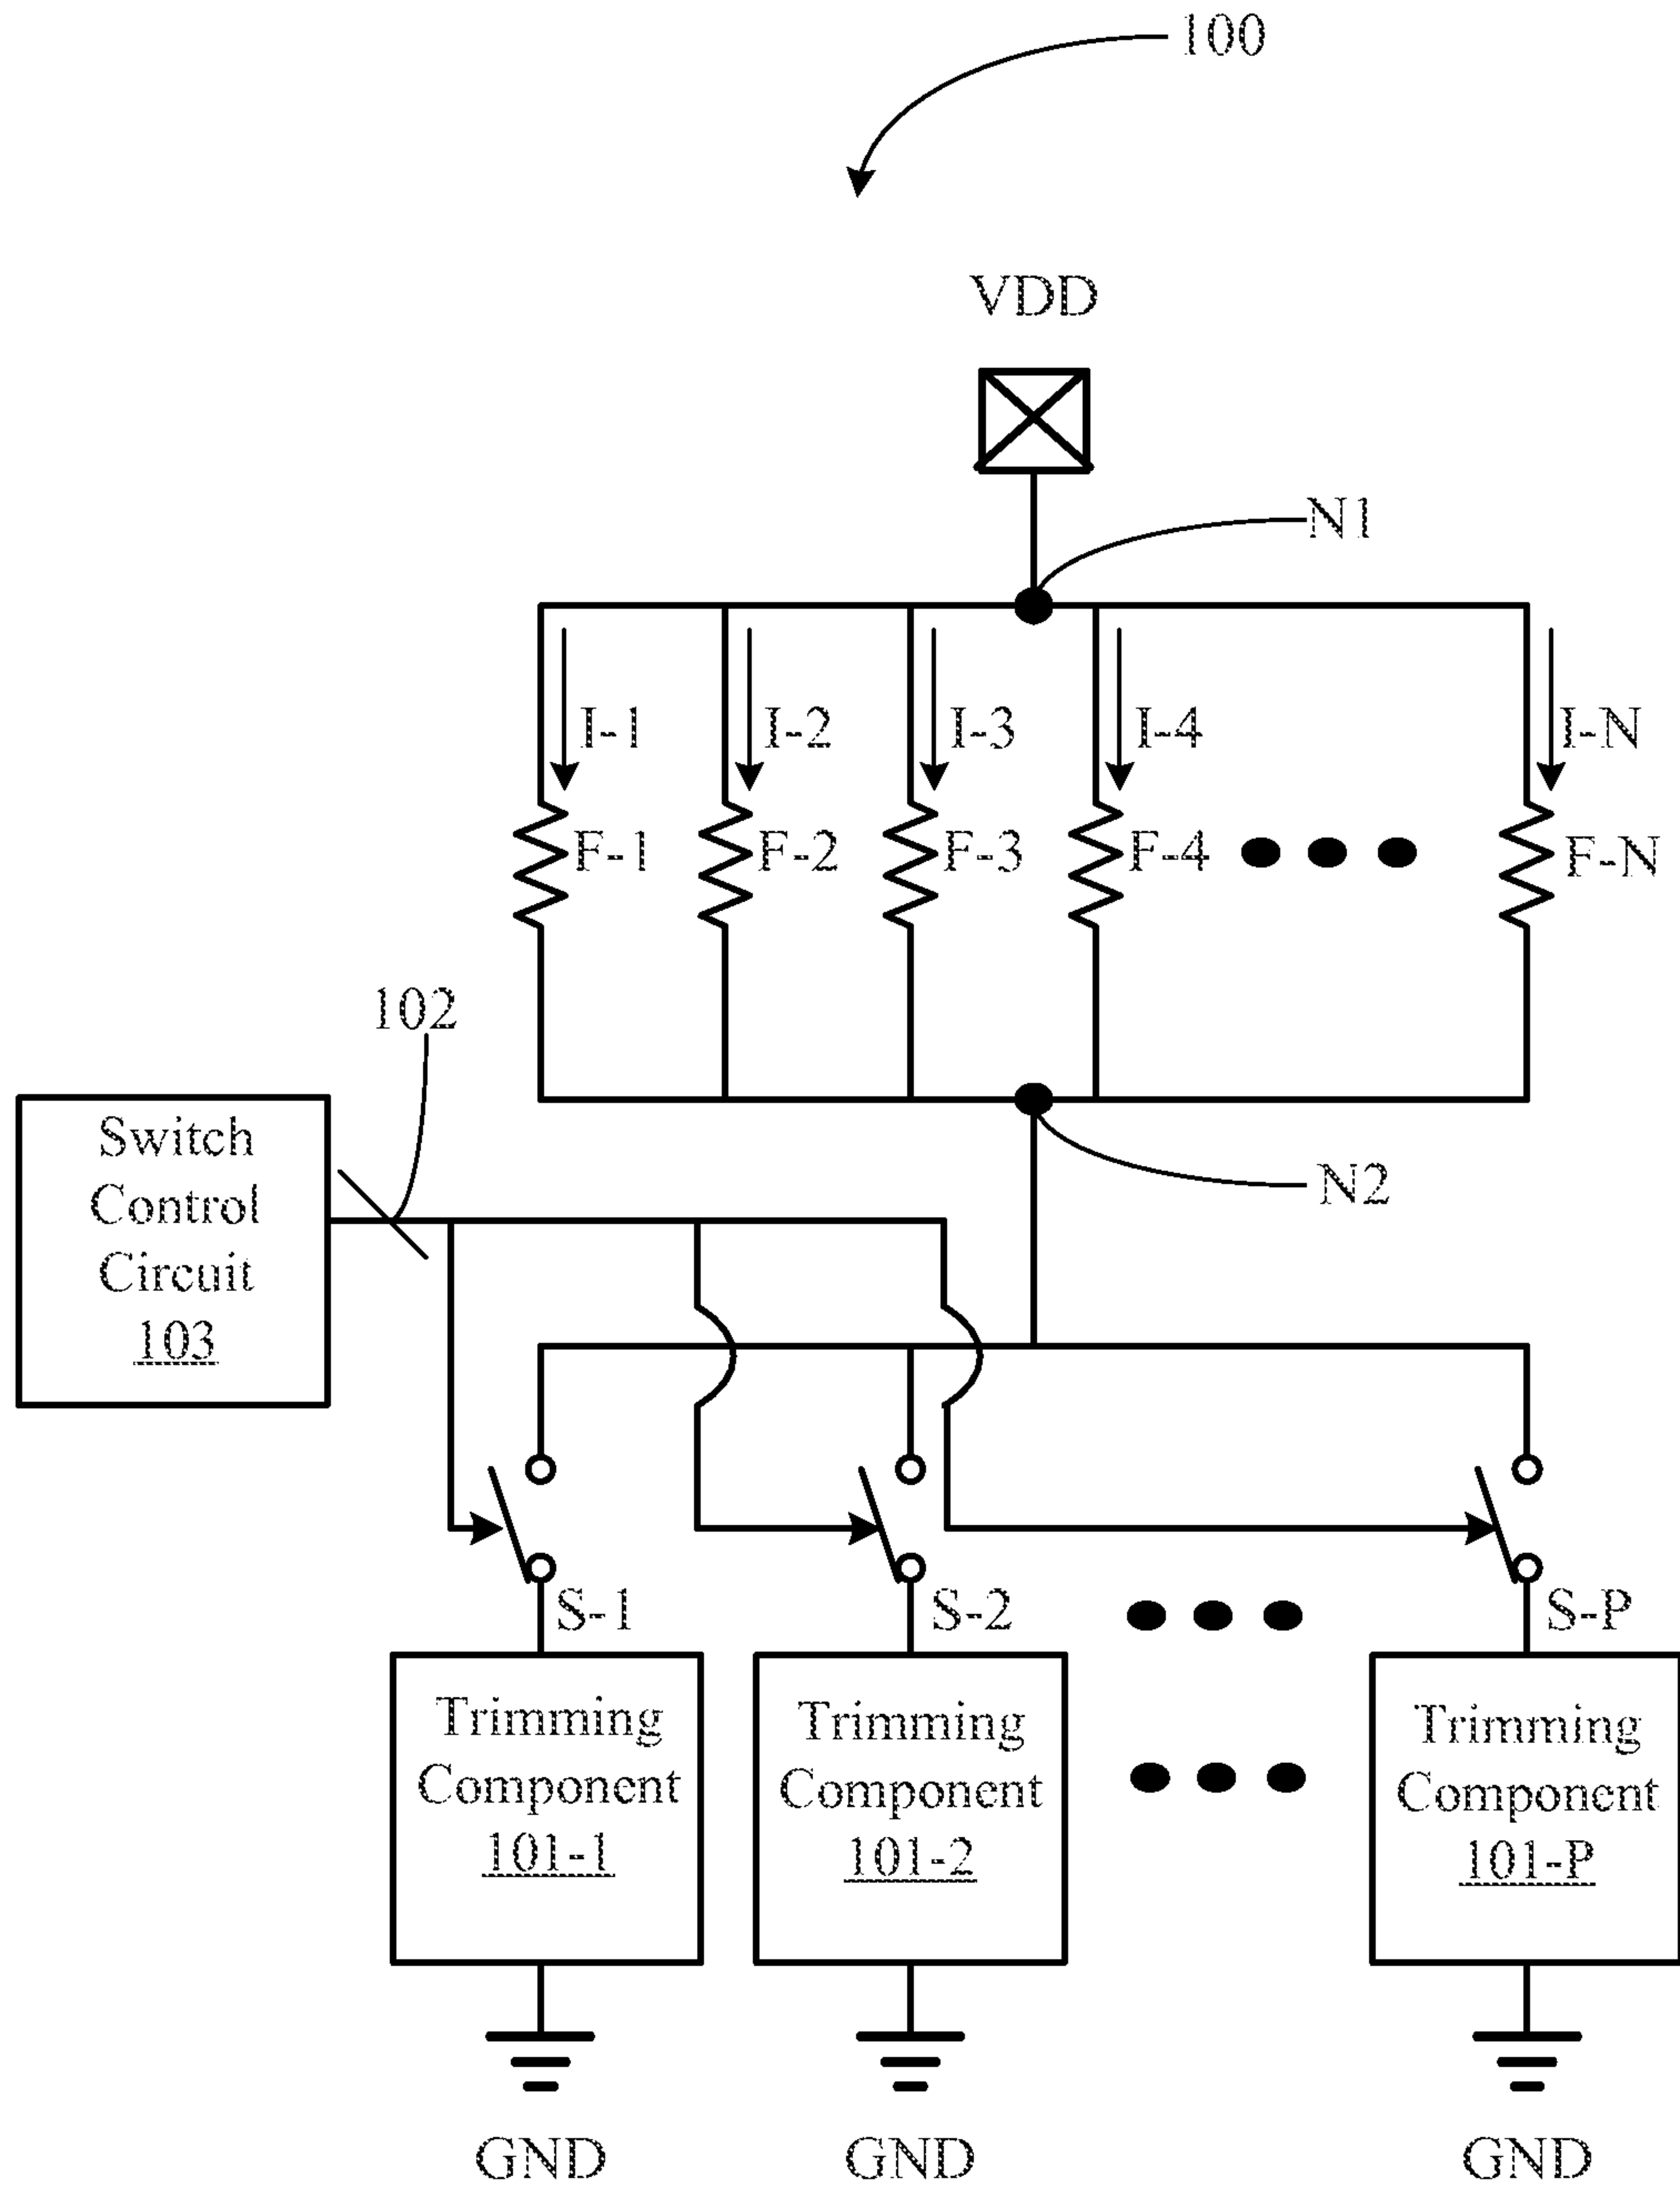 100
VDD
N1
I-1 I-2 I-3 I-4 I-N
F-1 F-2 F-3 F-4 F-N
102
Switch
Control
Circuit
103
N2
S-1 S-2 S-P
Trimming
Component
101-1
Trimming
Component
101-2
Trimming
Component
101-P
GND GND GND